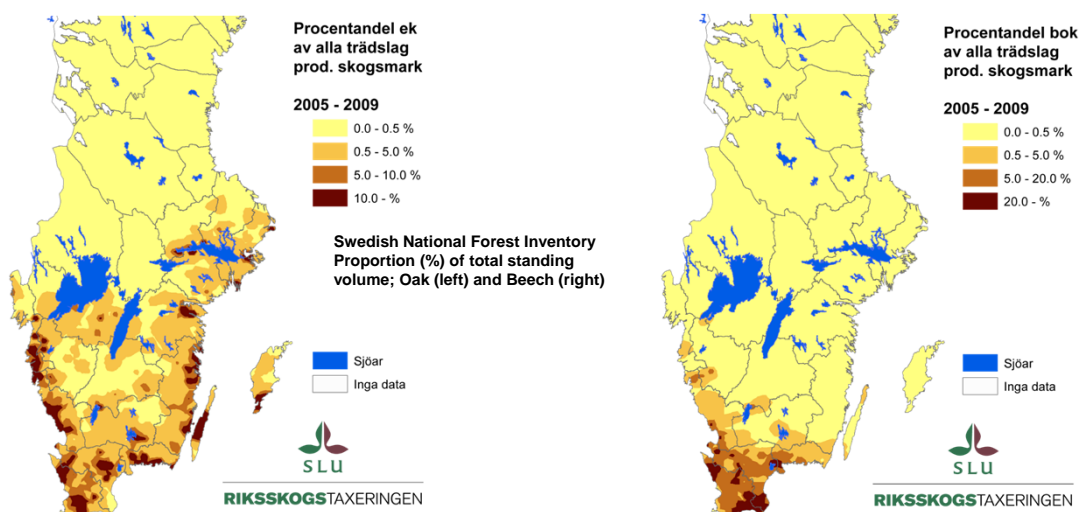 Procentandel ek
av alla trädslag
prod. skogsmark
2005 - 2009
0.0 - 0.5 %
0.5 - 5.0 %
5.0 - 10.0 %
10.0 - %
Swedish National Forest Inventory
Proportion (%) of total standing
volume; Oak (left) and Beech (right)
Sjöar
Inga data
SLU
RIKSSKOGSTAXERINGEN
Procentandel bok
av alla trädslag
prod. skogsmark
2005 - 2009
0.0 - 0.5 %
0.5 - 5.0 %
5.0 - 20.0 %
20.0 - %
Sjöar
Inga data
SLU
RIKSSKOGSTAXERINGEN